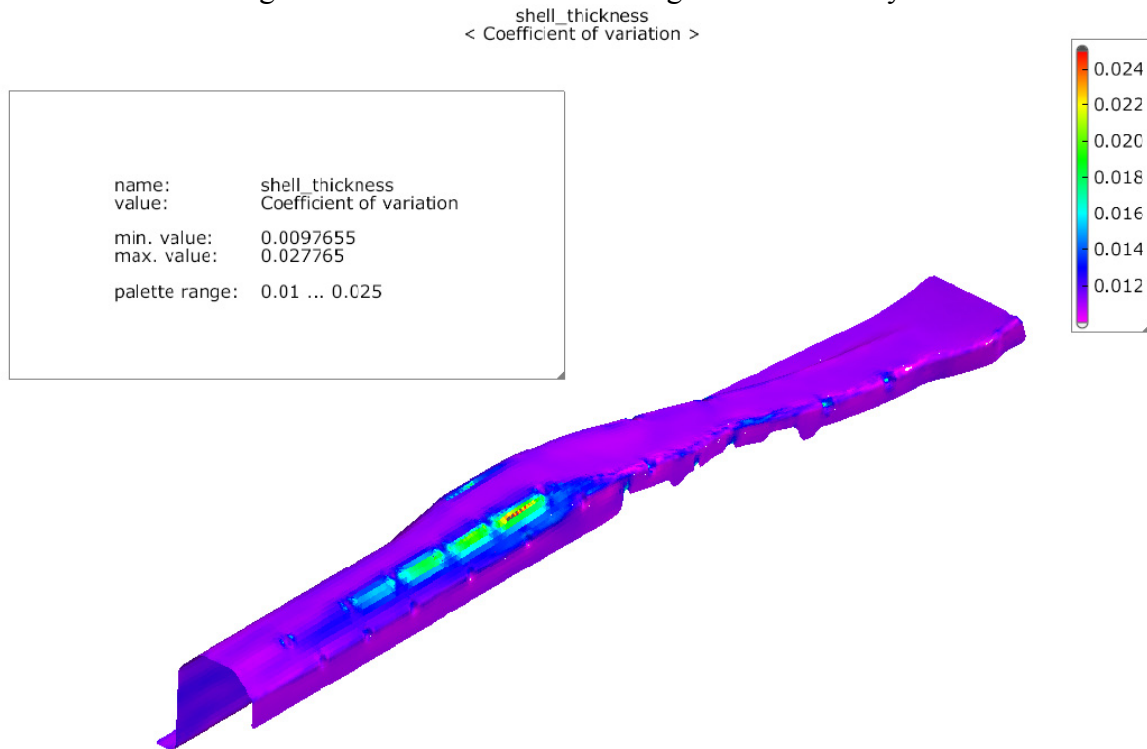 shell_thickness
< Coefficient of variation >
name: shell_thickness
value: Coefficient of variation
min. value: 0.0097655
max. value: 0.027765
palette range: 0.01 ... 0.025
0.024
0.022
0.020
0.018
0.016
0.014
0.012